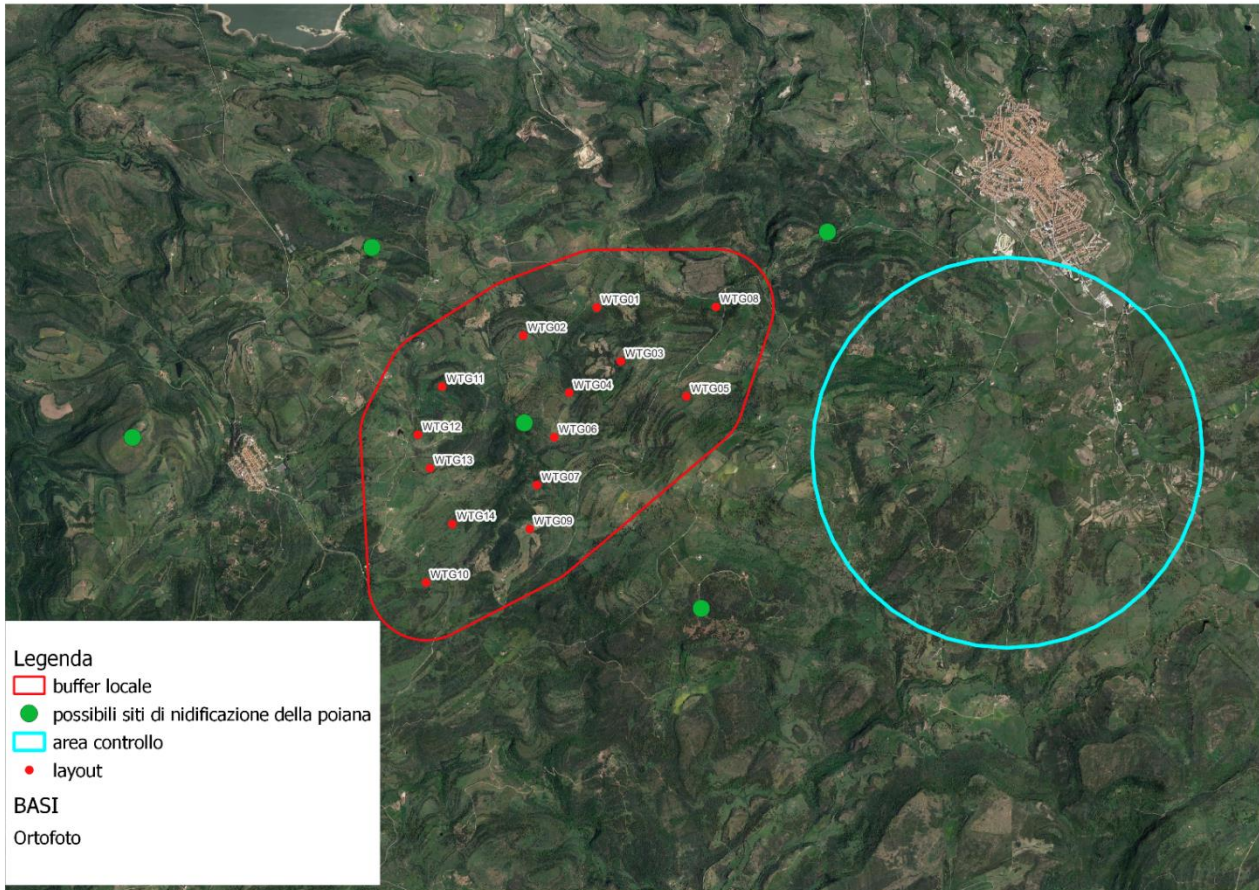 WTG01
WTG08
WTG02
WTG03
WTG11
WTG04
WTG05
WTG12
WTG06
WTG13
WTG07
WTG14
WTG09
WTG10
Legenda
buffer locale
possibili siti di nidificazione della poiana
area controllo
layout
BASI
Ortofoto